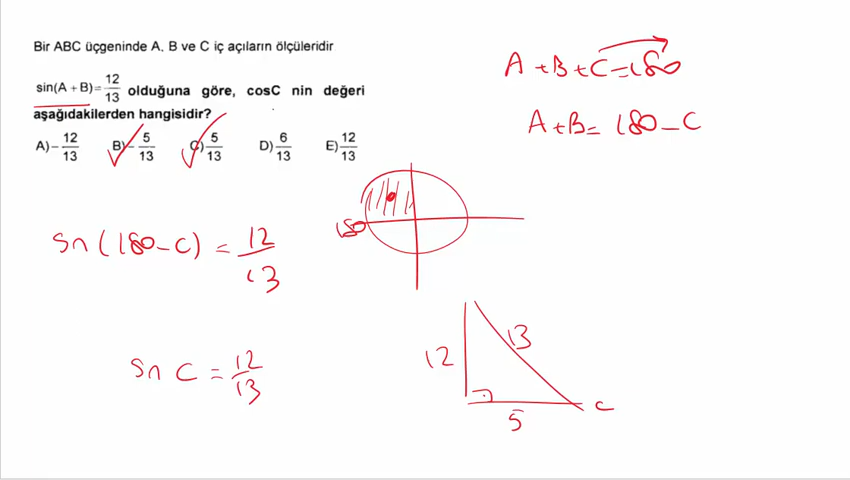 Bir ABC üçgeninde A, B ve C iç açıların ölçüleridir
sin(A + B)= 12/13 olduğuna göre, cosC nin değeri
aşağıdakilerden hangisidir?
A)- 12/13 B)- 5/13 C) 5/13 D) 6/13 E) 12/13
A+B+C=180
A+B=180-C
180
Sın(180-C) = 12/13
Sın C = 12/13
12
13
5
C